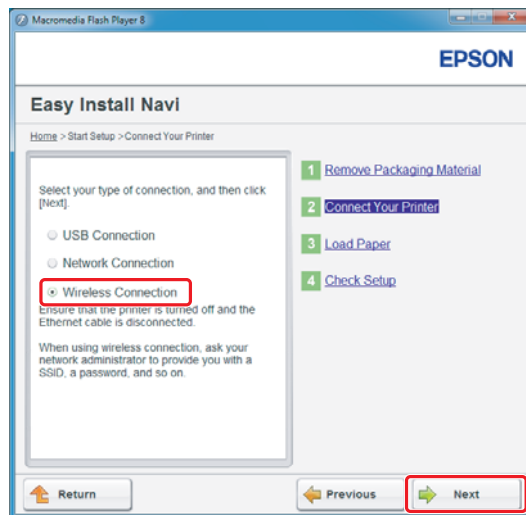 Macromedia Flash Player 8
EPSON
Easy Install Navi
Home > Start Setup >Connect Your Printer
Select your type of connection, and then click
[Next].
USB Connection
Network Connection
Wireless Connection
Ensure that the printer is turned off and the
Ethernet cable is disconnected.
When using wireless connection, ask your
network administrator to provide you with a
SSID, a password, and so on.
1 Remove Packaging Material
2 Connect Your Printer
3 Load Paper
4 Check Setup
Return
Previous
Next